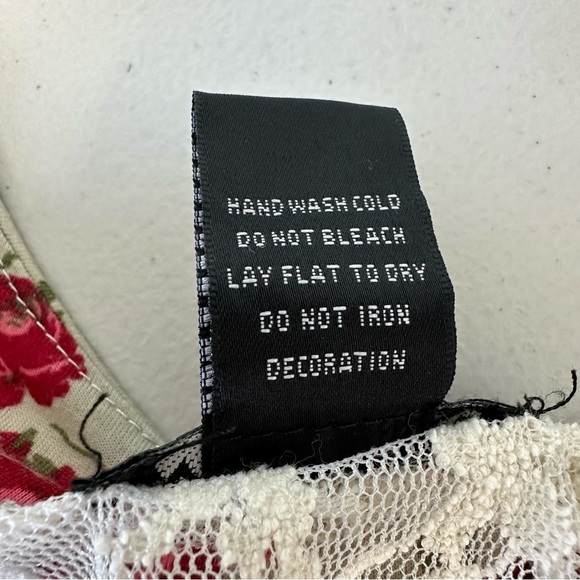 HAND WASH COLD
DO NOT BLEACH
LAY FLAT TO DRY
DO NOT IRON
DECORATION